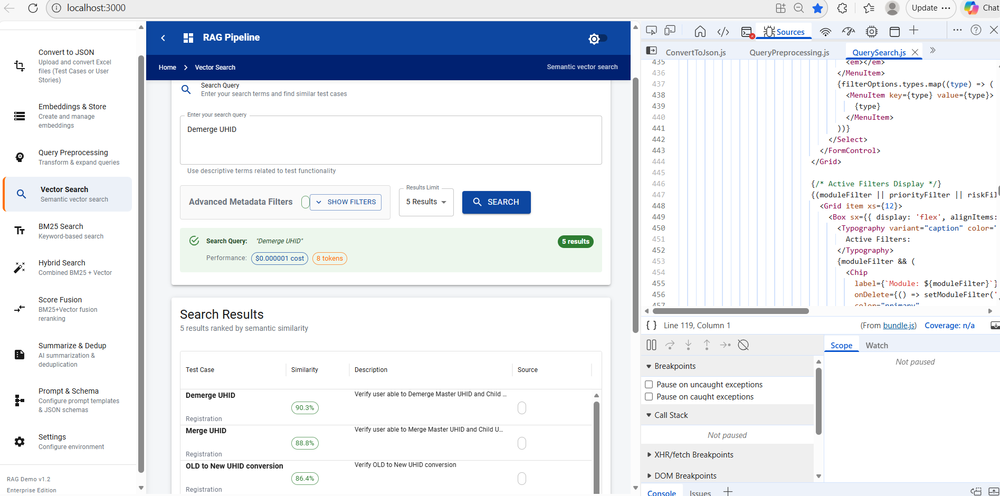 localhost:3000
Update
Chat
Convert to JSON
Upload and convert Excel
files (Test Cases or User
Stories)
Embeddings & Store
Create and manage
embeddings
Query Preprocessing
Transform & expand queries
Vector Search
Semantic vector search
BM25 Search
Keyword-based search
Hybrid Search
Combined BM25 + Vector
Score Fusion
BM25+Vector fusion
reranking
Summarize & Dedup
AI summarization &
deduplication
Prompt & Schema
Configure prompt templates
& JSON schemas
Settings
Configure environment
RAG Demo v1.2
Enterprise Edition
RAG Pipeline
Home > Vector Search
Semantic vector search
Search Query
Enter your search terms and find similar test cases
Enter your search query
Demerge UHID
Use descriptive terms related to test functionality
Advanced Metadata Filters
SHOW FILTERS
Results Limit
5 Results
SEARCH
Search Query: "Demerge UHID"
5 results
Performance: $0.000001 cost 8 tokens
Search Results
5 results ranked by semantic similarity
Test Case Similarity Description Source
Demerge UHID
Verify user able to Demerge Master UHID and Child ...
90.3%
Registration
Merge UHID
Verify user able to Merge Master UHID and Child U...
88.8%
Registration
OLD to New UHID conversion
Verify OLD to New UHID conversion
86.4%
Registration
Sources
ConvertToJson.js QueryPreprocessing.js QuerySearch.js
435 <em></em>
436 </MenuItem>
437 {filterOptions.types.map((type) => (
438 <MenuItem key={type} value={type}>
439 {type}
440 </MenuItem>
441 ))}
442 </Select>
443 </FormControl>
444 </Grid>
445
446 {/* Active Filters Display */}
447 {(moduleFilter || priorityFilter || riskFil
448 <Grid item xs={12}>
449 <Box sx={{ display: 'flex', alignItems:
450 <Typography variant="caption" color="
451 Active Filters:
452 </Typography>
453 {moduleFilter && (
454 <Chip
455 label={`Module: ${moduleFilter}`}
456 onDelete={() => setModuleFilter('
457 color="primary"
{ } Line 119, Column 1
(From bundle.js) Coverage: n/a
Scope Watch
Not paused
Breakpoints
Pause on uncaught exceptions
Pause on caught exceptions
Call Stack
Not paused
XHR/fetch Breakpoints
DOM Breakpoints
Console Issues